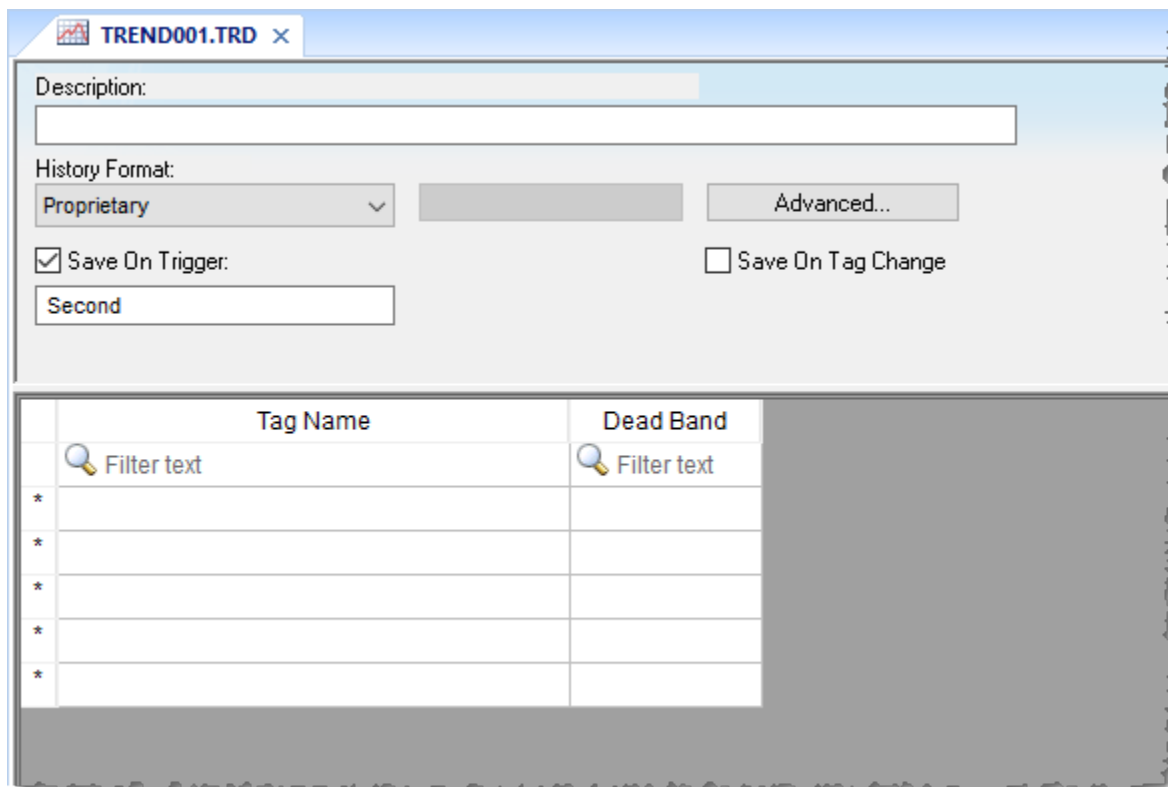 TREND001.TRD
Description:
History Format:
Proprietary
Advanced...
Save On Trigger:
Save On Tag Change
Second
Tag Name Dead Band
Filter text Filter text
*
*
*
*
*